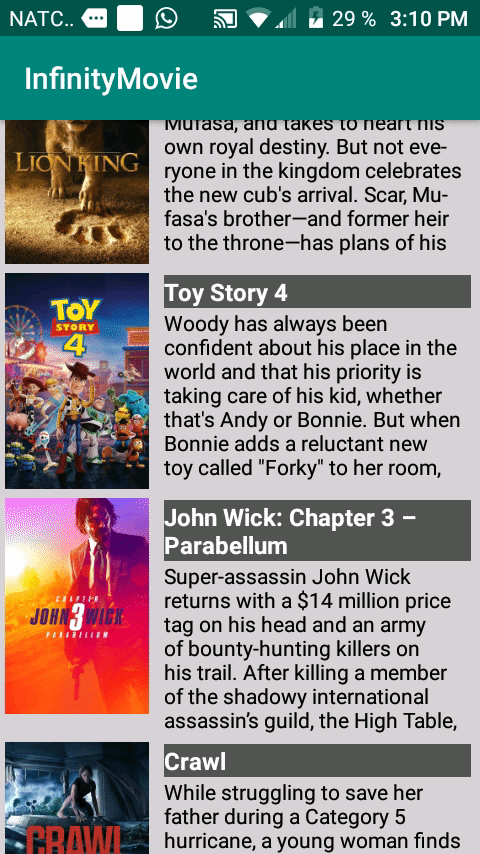 NATC.. 29 % 3:10 PM
InfinityMovie
LION KING
Mufasa, and takes to heart his
own royal destiny. But not eve-
ryone in the kingdom celebrates
the new cub's arrival. Scar, Mu-
fasa's brother—and former heir
to the throne—has plans of his
TOY
STORY
4
Toy Story 4
Woody has always been
confident about his place in the
world and that his priority is
taking care of his kid, whether
that's Andy or Bonnie. But when
Bonnie adds a reluctant new
toy called "Forky" to her room,
CHAPTER
JOHN 3 WICK
PARABELLUM
John Wick: Chapter 3 –
Parabellum
Super-assassin John Wick
returns with a $14 million price
tag on his head and an army
of bounty-hunting killers on
his trail. After killing a member
of the shadowy international
assassin’s guild, the High Table,
CRAWL
Crawl
While struggling to save her
father during a Category 5
hurricane, a young woman finds